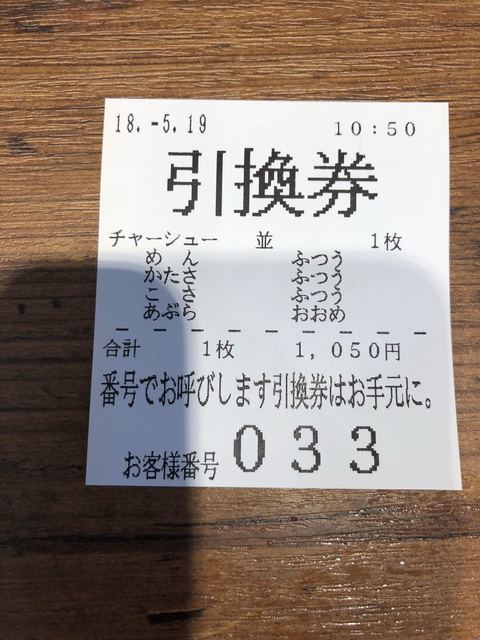 18.-5.19 10:50
引換券
チャーシュー 並 1枚
めん ふつう
かたさ ふつう
こさ ふつう
あぶら おおめ
合計 1枚 1,050円
番号でお呼びします引換券はお手元に。
お客様番号 033